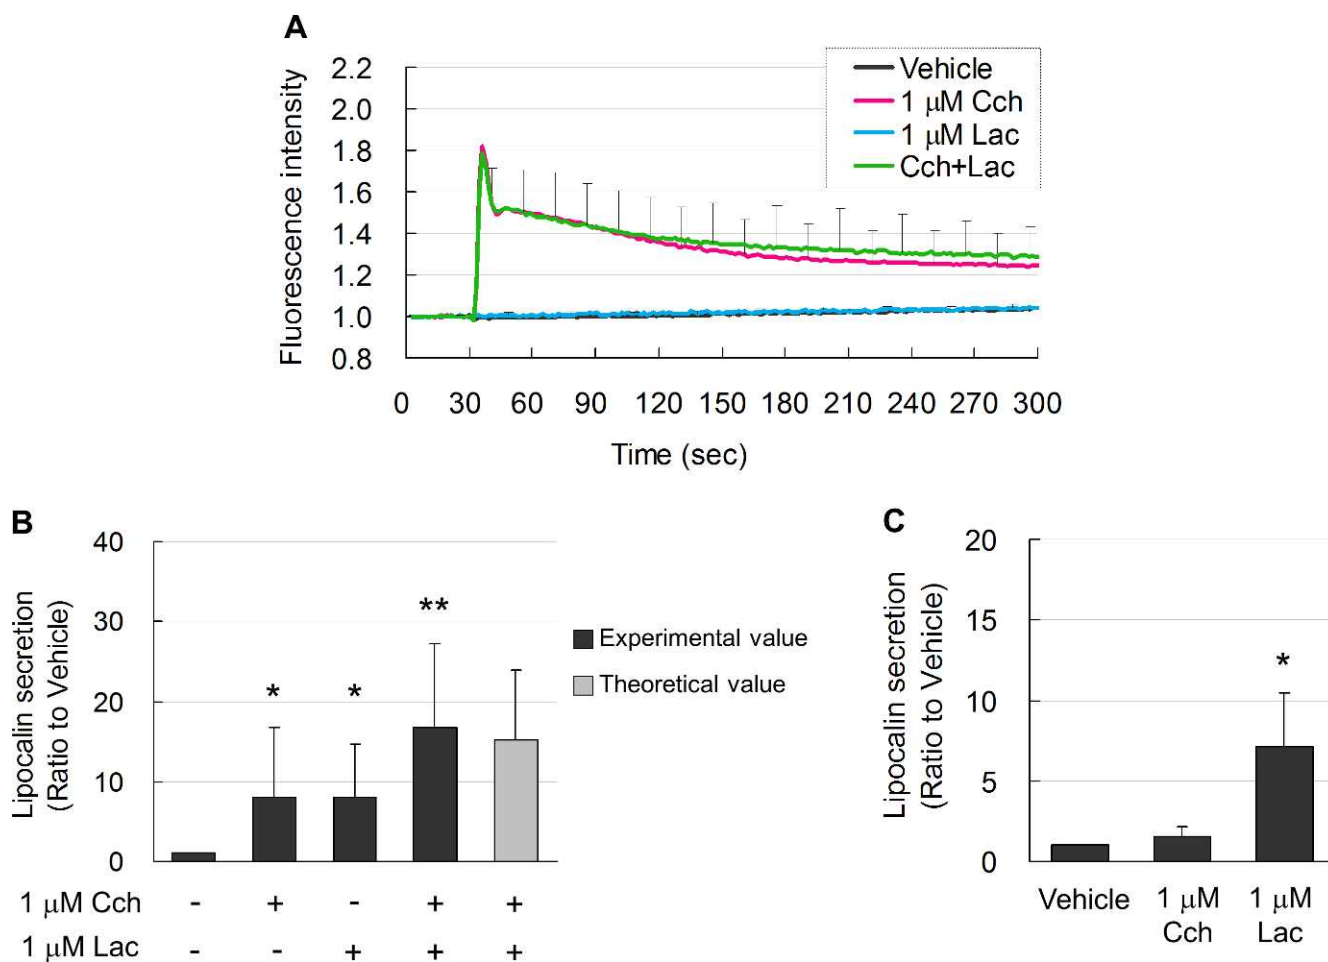 A
Fluorescence intensity
2.2
2.0
1.8
1.6
1.4
1.2
1.0
0.8
Vehicle
1 μM Cch
1 μM Lac
Cch+Lac
0 30 60 90 120 150 180 210 240 270 300
Time (sec)
B
Lipocalin secretion
(Ratio to Vehicle)
40
30
20
10
0
*
*
**
Experimental value
Theoretical value
1 μM Cch - + - + +
1 μM Lac - - + + +
C
Lipocalin secretion
(Ratio to Vehicle)
20
15
10
5
0
*
Vehicle
1 μM
Cch
1 μM
Lac